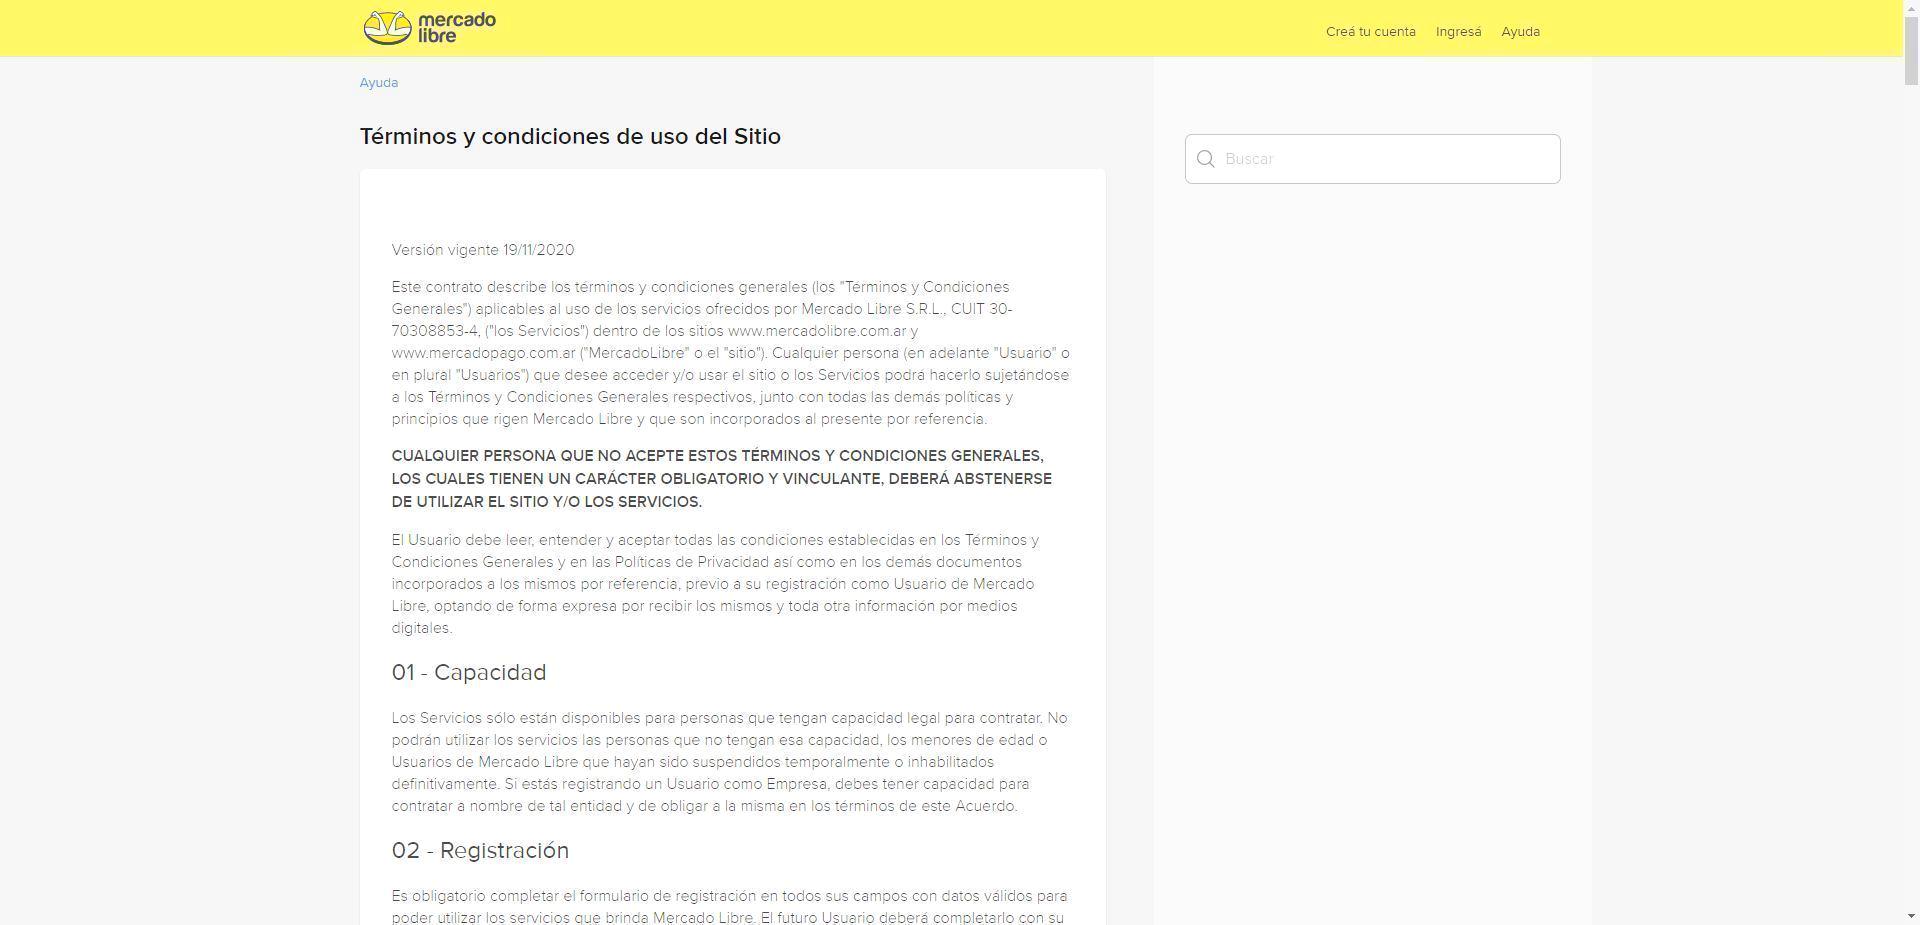 mercado
libre
Creá tu cuenta Ingresá Ayuda
Ayuda
Términos y condiciones de uso del Sitio
Buscar
Versión vigente 19/11/2020
Este contrato describe los términos y condiciones generales (los "Términos y Condiciones
Generales") aplicables al uso de los servicios ofrecidos por Mercado Libre S.R.L., CUIT 30-
70308853-4, ("los Servicios") dentro de los sitios www.mercadolibre.com.ar y
www.mercadopago.com.ar ("MercadoLibre" o el "sitio"). Cualquier persona (en adelante "Usuario" o
en plural "Usuarios") que desee acceder y/o usar el sitio o los Servicios podrá hacerlo sujetándose
a los Términos y Condiciones Generales respectivos, junto con todas las demás políticas y
principios que rigen Mercado Libre y que son incorporados al presente por referencia.
CUALQUIER PERSONA QUE NO ACEPTE ESTOS TÉRMINOS Y CONDICIONES GENERALES,
LOS CUALES TIENEN UN CARÁCTER OBLIGATORIO Y VINCULANTE, DEBERÁ ABSTENERSE
DE UTILIZAR EL SITIO Y/O LOS SERVICIOS.
El Usuario debe leer, entender y aceptar todas las condiciones establecidas en los Términos y
Condiciones Generales y en las Políticas de Privacidad así como en los demás documentos
incorporados a los mismos por referencia, previo a su registración como Usuario de Mercado
Libre, optando de forma expresa por recibir los mismos y toda otra información por medios
digitales.
01 - Capacidad
Los Servicios sólo están disponibles para personas que tengan capacidad legal para contratar. No
podrán utilizar los servicios las personas que no tengan esa capacidad, los menores de edad o
Usuarios de Mercado Libre que hayan sido suspendidos temporalmente o inhabilitados
definitivamente. Si estás registrando un Usuario como Empresa, debes tener capacidad para
contratar a nombre de tal entidad y de obligar a la misma en los términos de este Acuerdo.
02 - Registración
Es obligatorio completar el formulario de registración en todos sus campos con datos válidos para
poder utilizar los servicios que brinda Mercado Libre. El futuro Usuario deberá completarlo con su